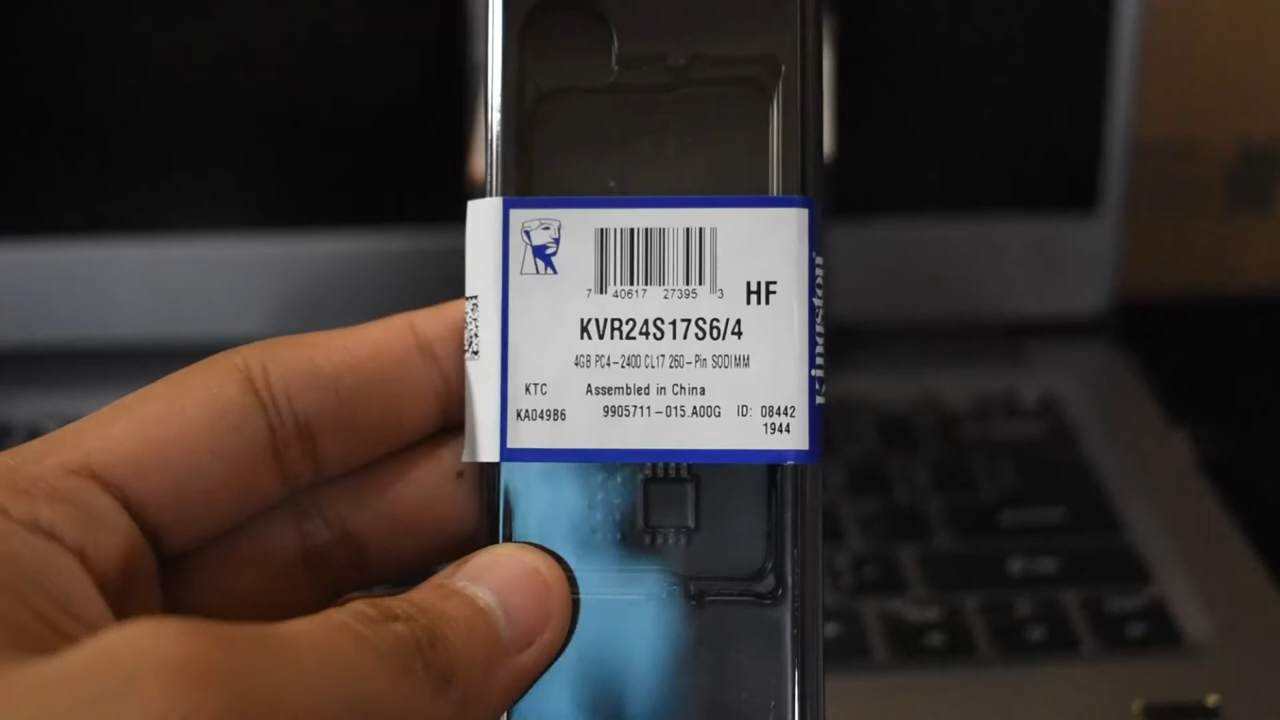 7 40617 27395 3
HF
KVR24S17S6/4
4GB PC4-2400 CL17 260-Pin SODIMM
KTC Assembled in China
KA049B6 9905711-015.A00G ID: 08442
1944
Kingston